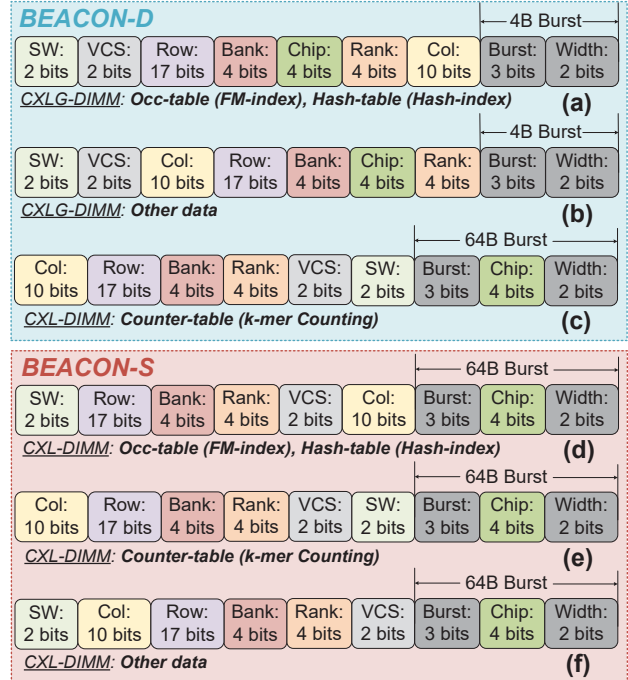 BEACON-D
4B Burst
SW: VCS: Row: Bank: Chip: Rank: Col: Burst: Width:
2 bits 2 bits 17 bits 4 bits 4 bits 4 bits 10 bits 3 bits 2 bits
CXLG-DIMM: Occ-table (FM-index), Hash-table (Hash-index) (a)
4B Burst
SW: VCS: Col: Row: Bank: Chip: Rank: Burst: Width:
2 bits 2 bits 10 bits 17 bits 4 bits 4 bits 4 bits 3 bits 2 bits
CXLG-DIMM: Other data (b)
64B Burst
Col: Row: Bank: Rank: VCS: SW: Burst: Chip: Width:
10 bits 17 bits 4 bits 4 bits 2 bits 2 bits 3 bits 4 bits 2 bits
CXL-DIMM: Counter-table (k-mer Counting) (c)
BEACON-S
64B Burst
SW: Row: Bank: Rank: VCS: Col: Burst: Chip: Width:
2 bits 17 bits 4 bits 4 bits 2 bits 10 bits 3 bits 4 bits 2 bits
CXL-DIMM: Occ-table (FM-index), Hash-table (Hash-index) (d)
64B Burst
Col: Row: Bank: Rank: VCS: SW: Burst: Chip: Width:
10 bits 17 bits 4 bits 4 bits 2 bits 2 bits 3 bits 4 bits 2 bits
CXL-DIMM: Counter-table (k-mer Counting) (e)
64B Burst
SW: Col: Row: Bank: Rank: VCS: Burst: Chip: Width:
2 bits 10 bits 17 bits 4 bits 4 bits 2 bits 3 bits 4 bits 2 bits
CXL-DIMM: Other data (f)